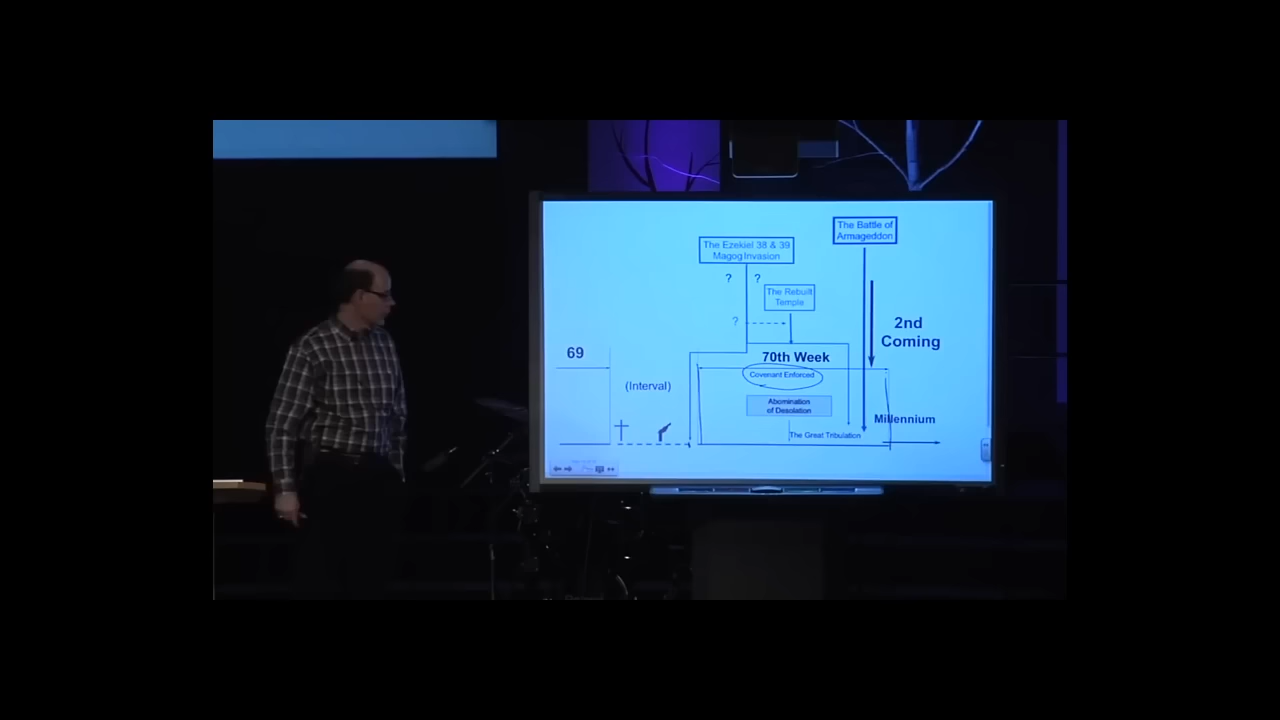 The Battle of
Armageddon
The Ezekiel 38 & 39
Magog Invasion
?
?
The Rebuilt
Temple
?
2nd
Coming
69
70th Week
Covenant Enforced
(Interval)
Abomination
of Desolation
Millennium
The Great Tribulation